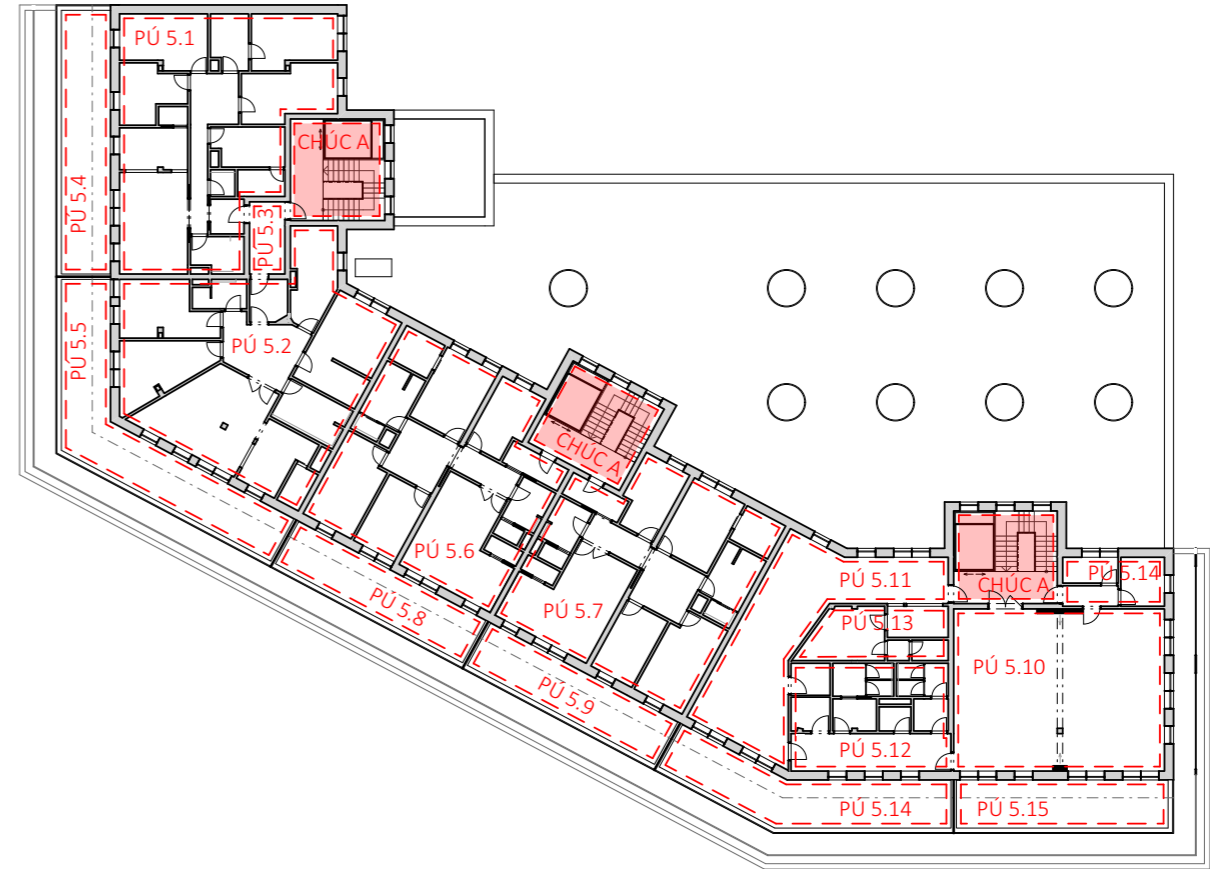 PÚ 5.1
CHÚC A
PÚ 5.4
PÚ 5.3
PÚ 5.5
PÚ 5.2
CHÚC A
PÚ 5.6
PÚ 5.7
PÚ 5.8
PÚ 5.9
PÚ 5.11
CHÚC A
PÚ 5.14
PÚ 5.13
PÚ 5.10
PÚ 5.12
PÚ 5.14
PÚ 5.15